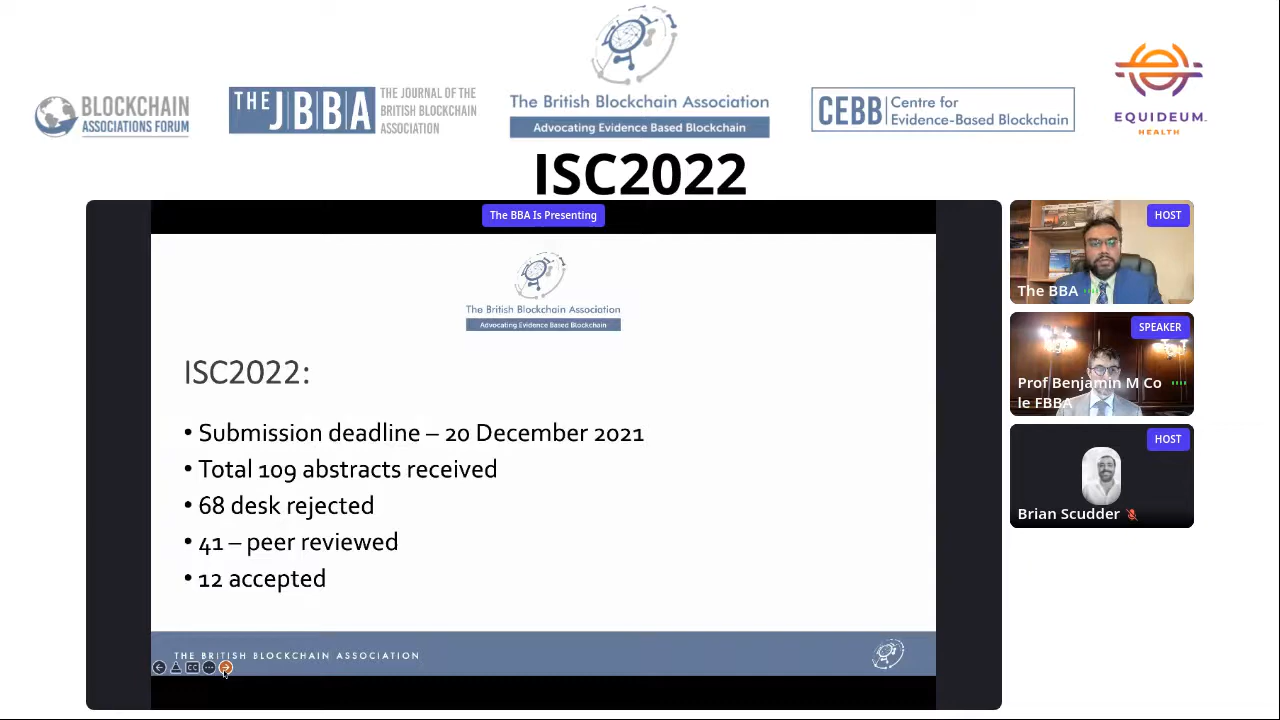 BLOCKCHAIN
ASSOCIATIONS FORUM
THE JBBA
THE JOURNAL OF THE
BRITISH BLOCKCHAIN
ASSOCIATION
The British Blockchain Association
Advocating Evidence Based Blockchain
CEBB
Centre for
Evidence-Based Blockchain
EQUIDEUM
HEALTH
ISC2022
The BBA Is Presenting
The British Blockchain Association
Advocating Evidence Based Blockchain
ISC2022:
• Submission deadline – 20 December 2021
• Total 109 abstracts received
• 68 desk rejected
• 41 – peer reviewed
• 12 accepted
THE BRITISH BLOCKCHAIN ASSOCIATION
CC
HOST
The BBA
SPEAKER
Prof Benjamin M Co
le FBBA
HOST
Brian Scudder